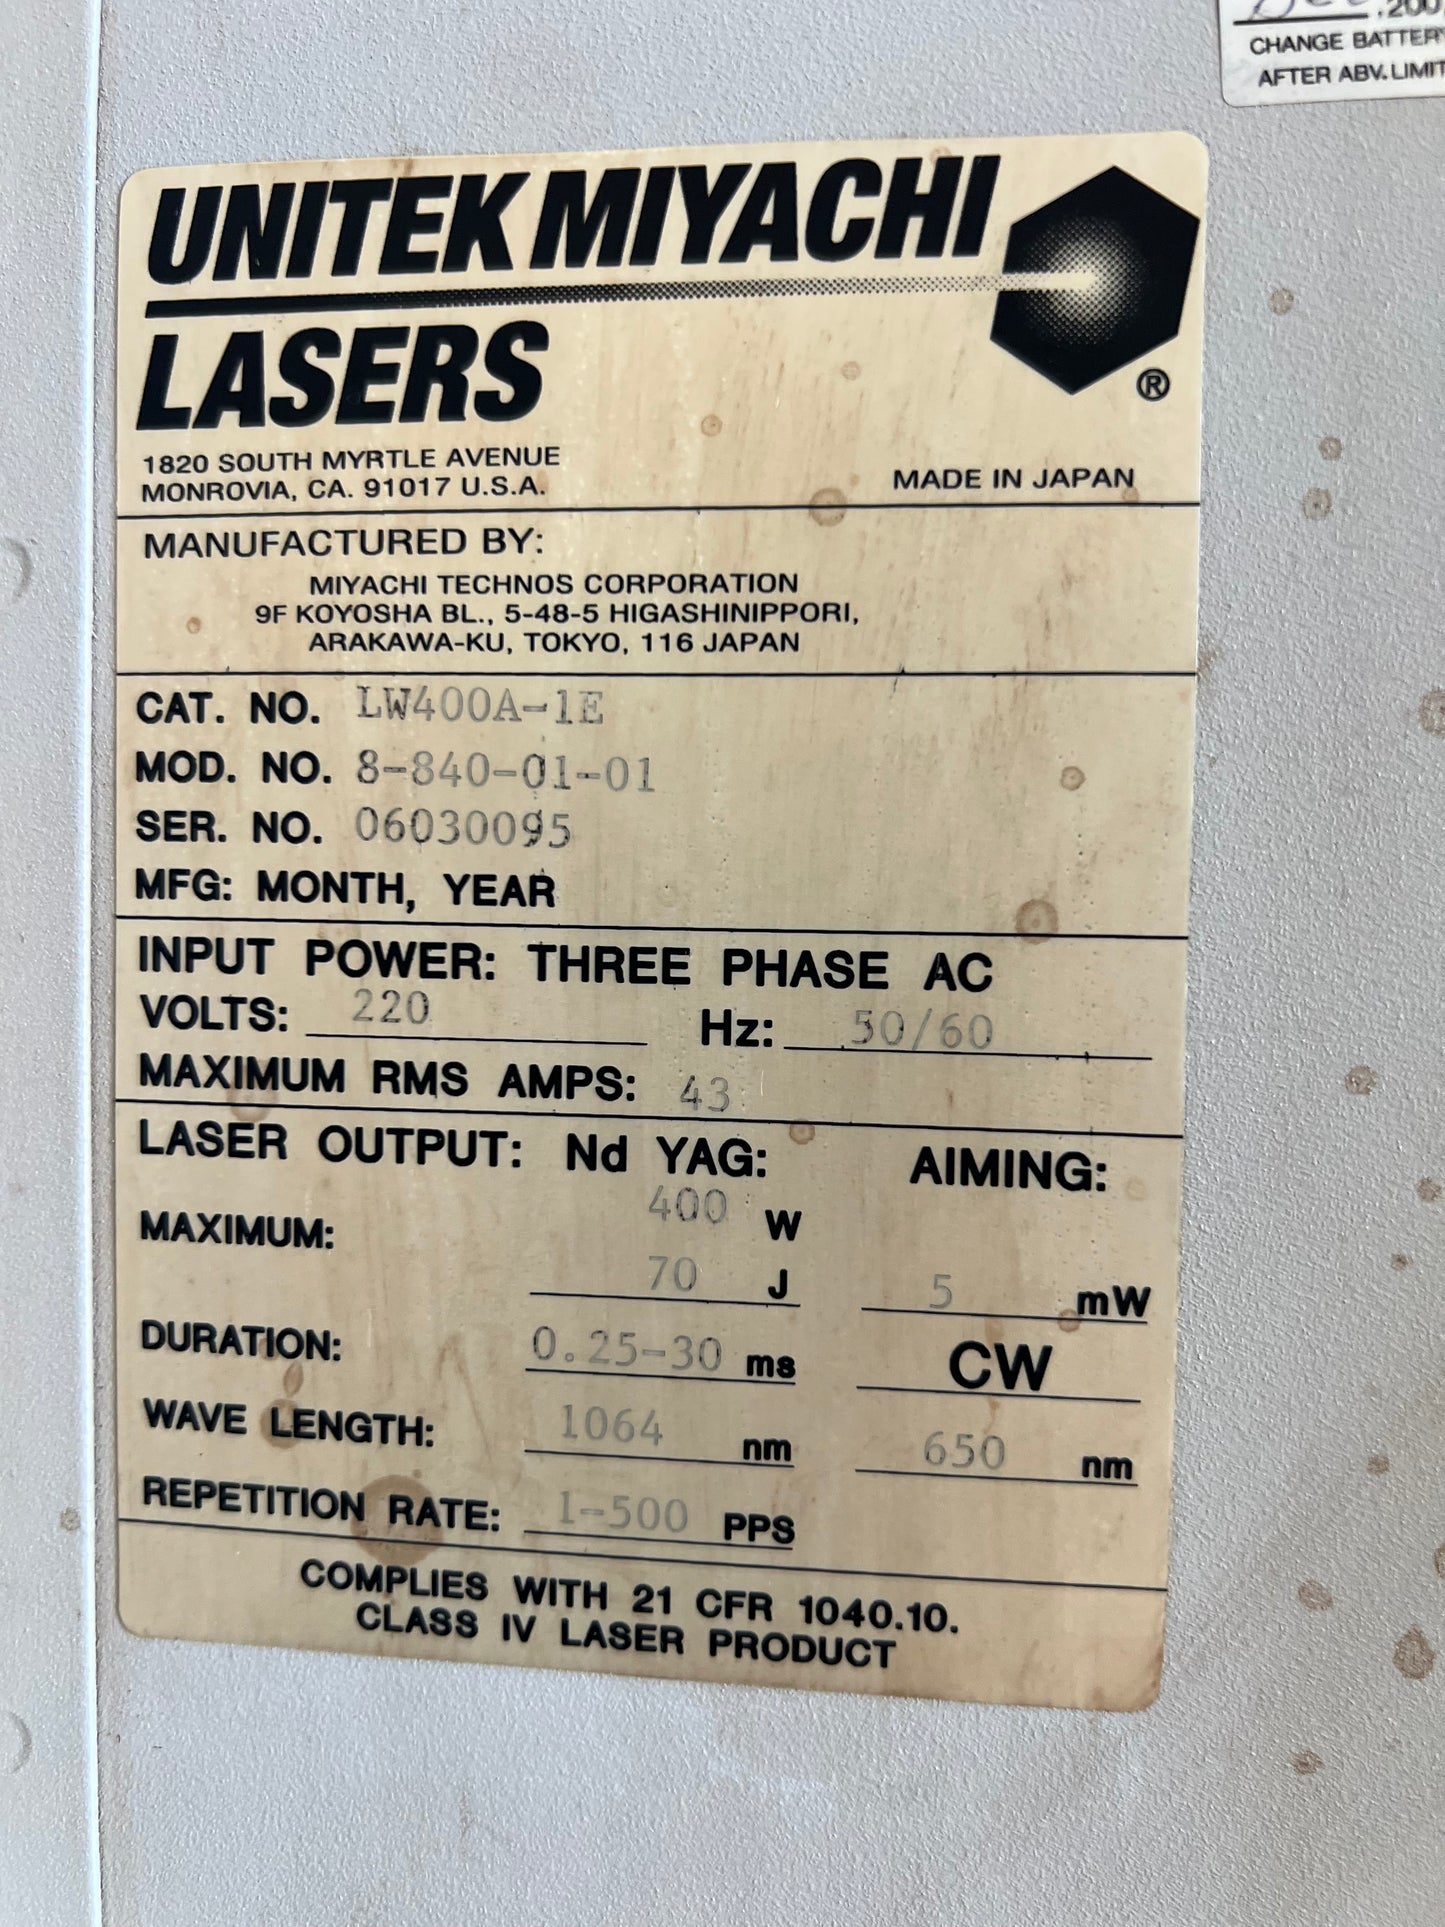 CHANGE BATTERY
AFTER ABV. LIMIT
UNITEK MIYACHI
LASERS
®
1820 SOUTH MYRTLE AVENUE
MONROVIA, CA. 91017 U.S.A.
MADE IN JAPAN
MANUFACTURED BY:
MIYACHI TECHNOS CORPORATION
9F KOYOSHA BL., 5-48-5 HIGASHINIPPORI,
ARAKAWA-KU, TOKYO, 116 JAPAN
CAT. NO. LW400A-1E
MOD. NO. 8-840-01-01
SER. NO. 06030095
MFG: MONTH, YEAR
INPUT POWER: THREE PHASE AC
VOLTS: 220 Hz: 50/60
MAXIMUM RMS AMPS: 43
LASER OUTPUT: Nd YAG: AIMING:
MAXIMUM: 400 W
70 J 5 mW
DURATION: 0.25-30 ms CW
WAVE LENGTH: 1064 nm 650 nm
REPETITION RATE: 1-500 PPS
COMPLIES WITH 21 CFR 1040.10.
CLASS IV LASER PRODUCT